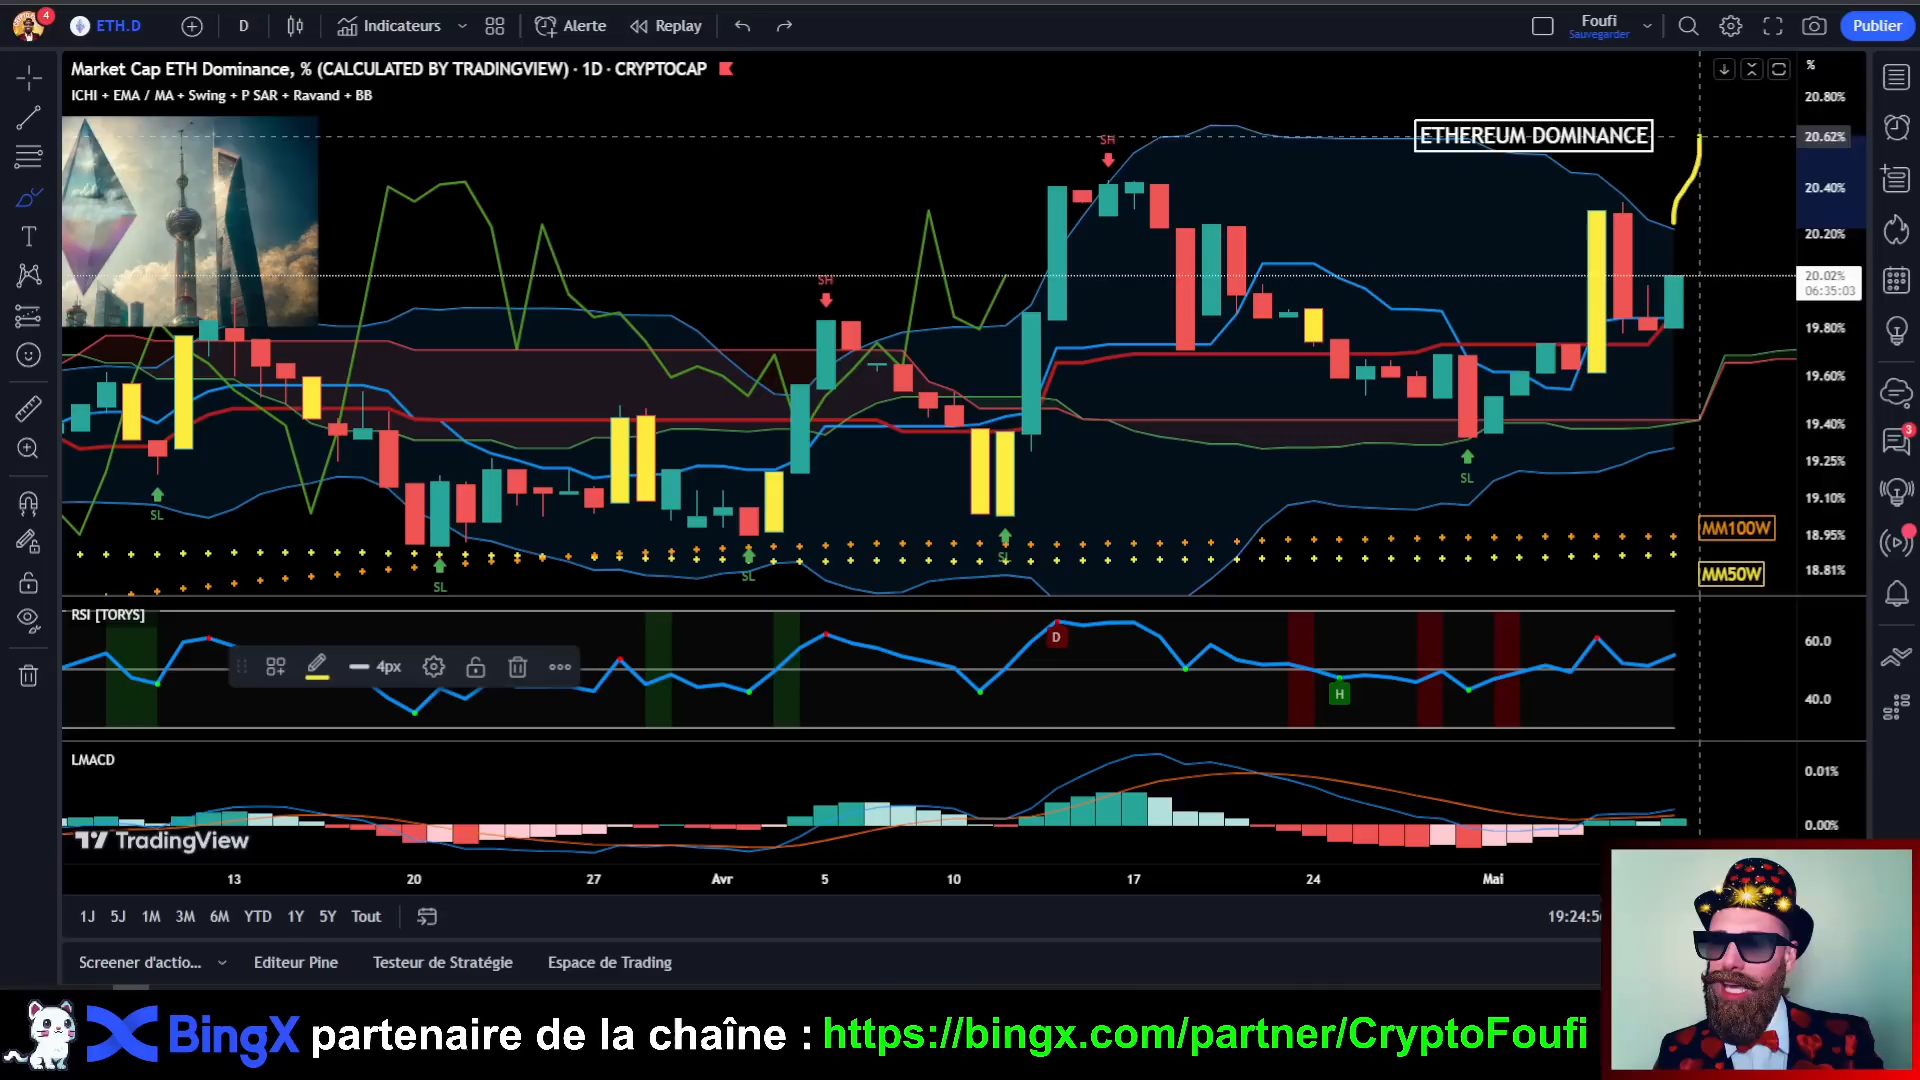 4
ETH.D
D
Indicateurs
Alerte
Replay
Foufi
Sauvegarder
Publier
Market Cap ETH Dominance, % (CALCULATED BY TRADINGVIEW) · 1D · CRYPTOCAP
ICHI + EMA / MA + Swing + P SAR + Ravand + BB
%
20.80%
ETHEREUM DOMINANCE
20.62%
SH
20.40%
20.20%
SH
20.02%
06:35:03
19.80%
19.60%
19.40%
19.25%
SL
19.10%
SL
MM100W
18.95%
SL
SL
SL
MM50W
18.81%
3
RSI [TORYS]
D
60.0
4px
H
40.0
LMACD
0.01%
0.00%
TradingView
13
20
27
Avr
5
10
17
24
Mai
1J
5J
1M
3M
6M
YTD
1Y
5Y
Tout
Screener d'actio...
Editeur Pine
Testeur de Stratégie
Espace de Trading
BingX partenaire de la chaîne : https://bingx.com/partner/CryptoFoufi